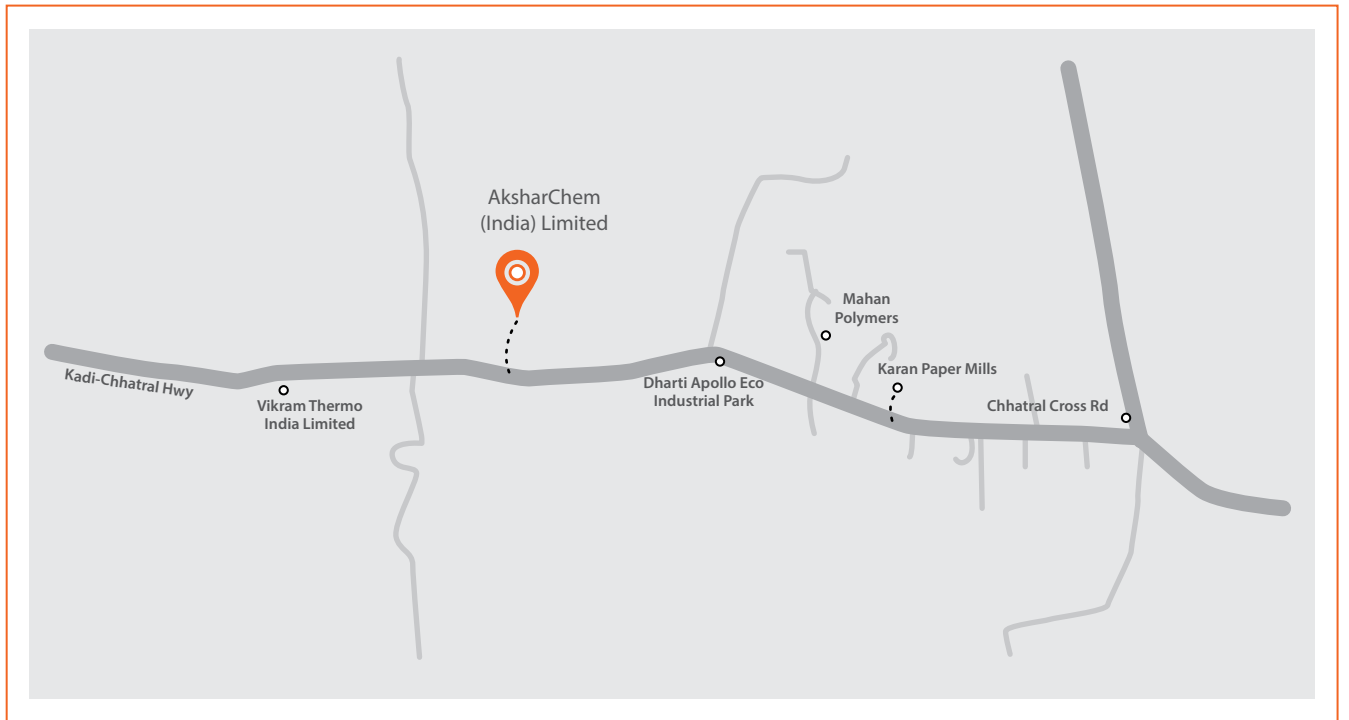 AksharChem
(India) Limited
Mahan
Polymers
Kadi-Chhatral Hwy
Vikram Thermo
India Limited
Dharti Apollo Eco
Industrial Park
Karan Paper Mills
Chhatral Cross Rd